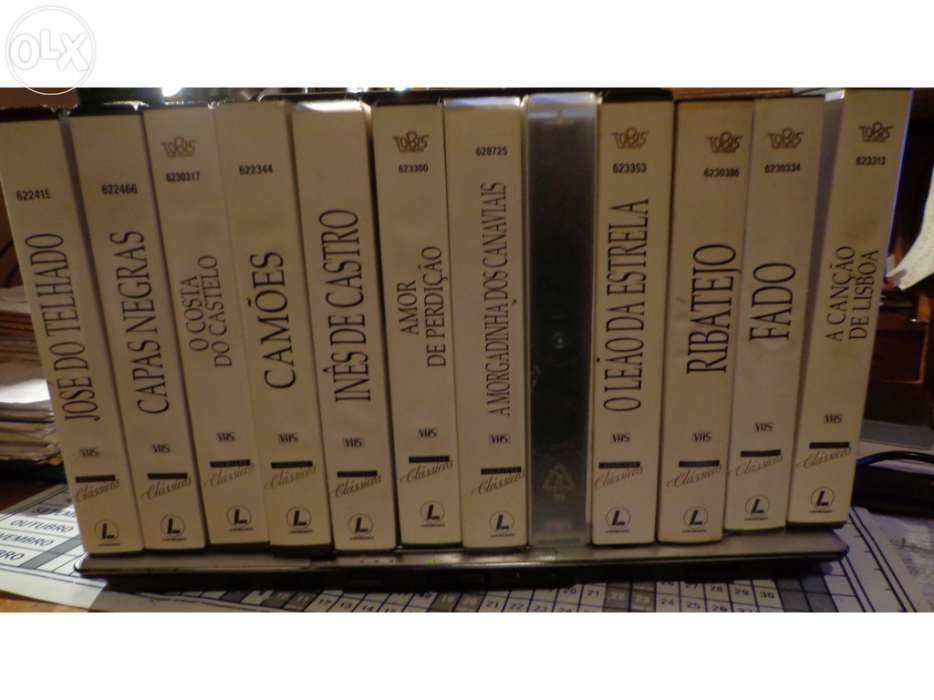 OLX
622415
JOSE DO TELHADO
VHS
Clássicos
L
622466
CAPAS NEGRAS
VHS
Clássicos
L
TOBIS
6230317
O COSTA
DO CASTELO
VHS
Clássicos
L
622344
CAMÕES
VHS
Clássicos
L
INÊS DE CASTRO
VHS
Clássicos
L
TOBIS
623300
AMOR
DE PERDIÇÃO
VHS
Clássicos
L
628725
A MORGADINHA DOS CANAVIAIS
VHS
Clássicos
L
TOBIS
623353
O LEÃO DA ESTRELA
VHS
Clássicos
L
TOBIS
6230386
RIBATEJO
VHS
Clássicos
L
TOBIS
6230334
FADO
VHS
Clássicos
L
TOBIS
623313
A CANÇÃO
DE LISBOA
VHS
Clássicos
L
OUTUBRO